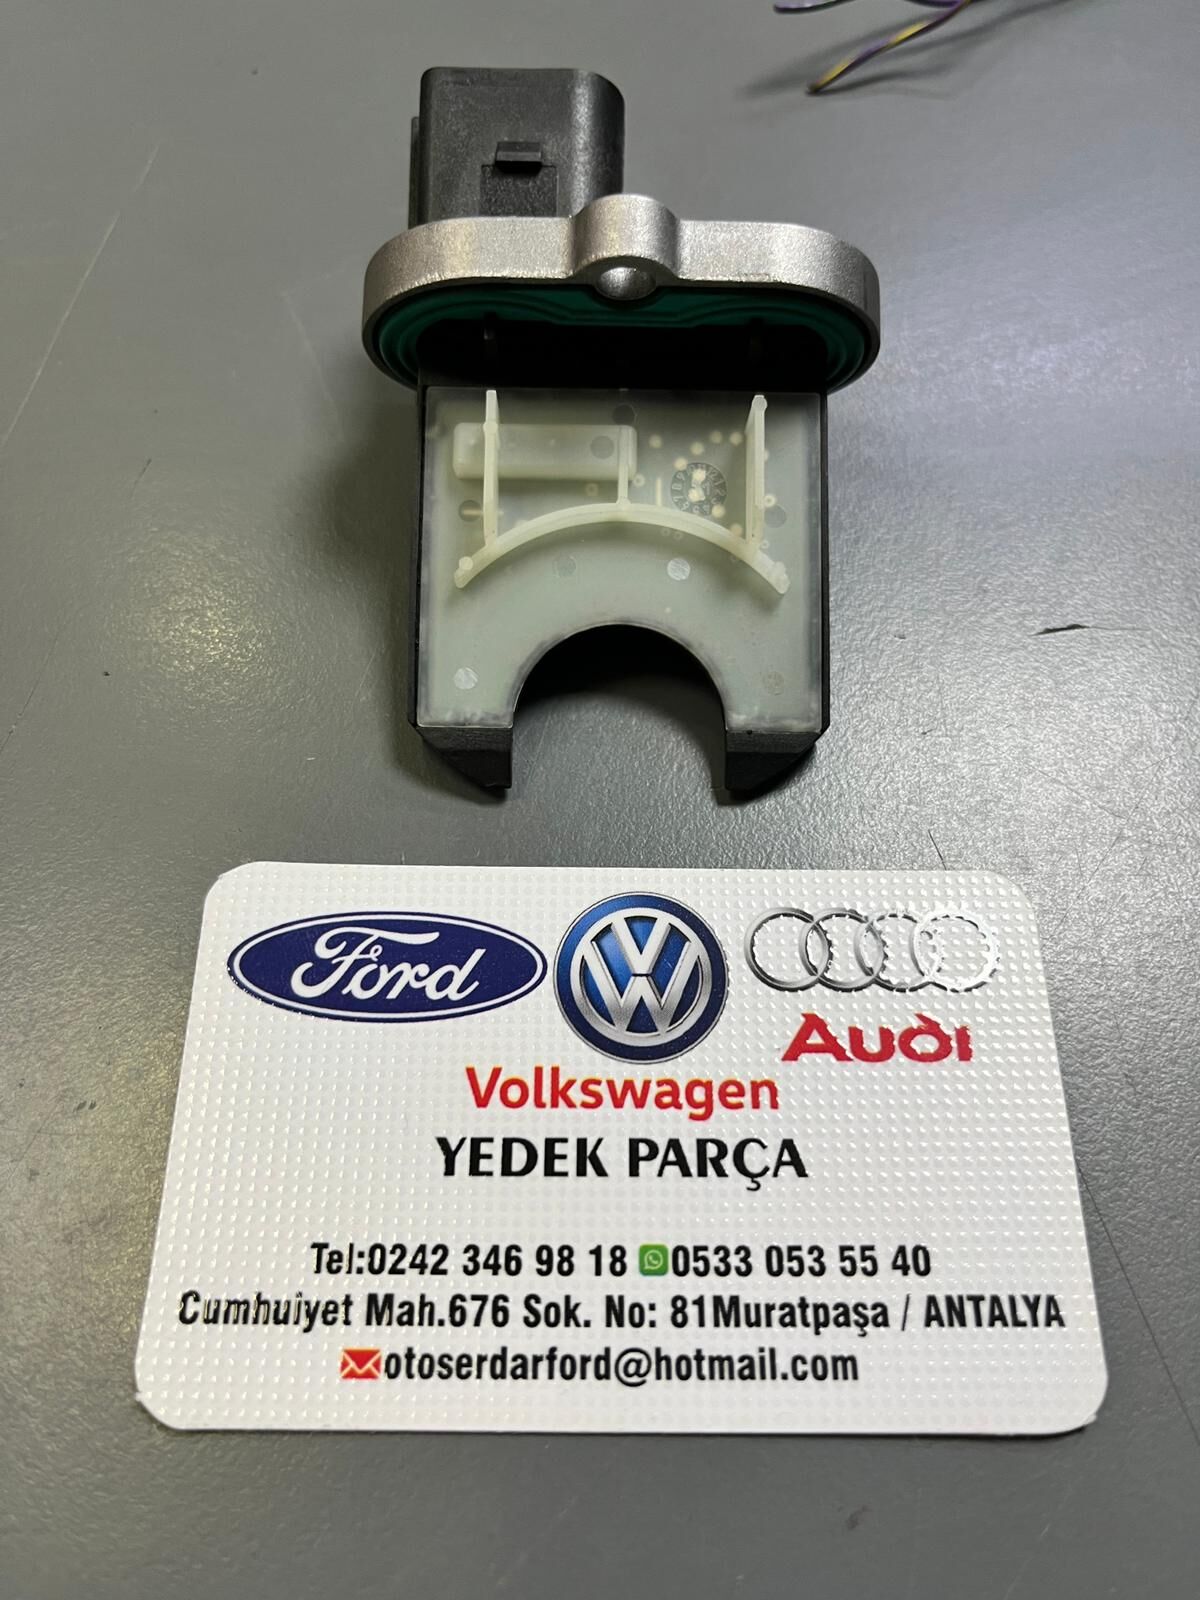 Ford
Audi
Volkswagen
YEDEK PARÇA
Tel:0242 346 98 18 0533 053 55 40
Cumhuiyet Mah.676 Sok. No: 81Muratpaşa / ANTALYA
otoserdarford@hotmail.com